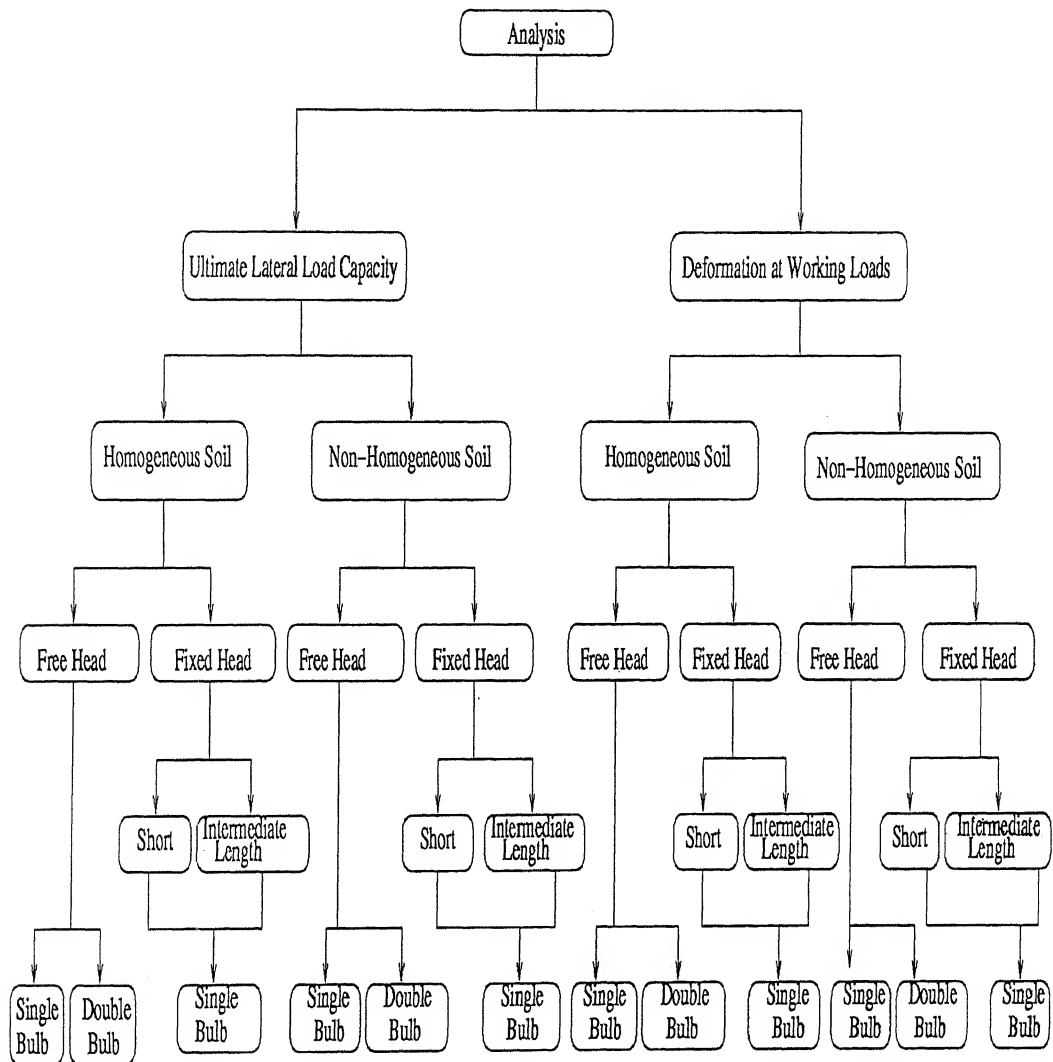 Analysis
Ultimate Lateral Load Capacity
Deformation at Working Loads
Homogeneous Soil
Non-Homogeneous Soil
Homogeneous Soil
Non-Homogeneous Soil
Free Head
Fixed Head
Free Head
Fixed Head
Free Head
Fixed Head
Free Head
Fixed Head
Short
Intermediate
Length
Short
Intermediate
Length
Short
Intermediate
Length
Short
Intermediate
Length
Single
Bulb
Double
Bulb
Single
Bulb
Single
Bulb
Double
Bulb
Single
Bulb
Single
Bulb
Double
Bulb
Single
Bulb
Single
Bulb
Double
Bulb
Single
Bulb